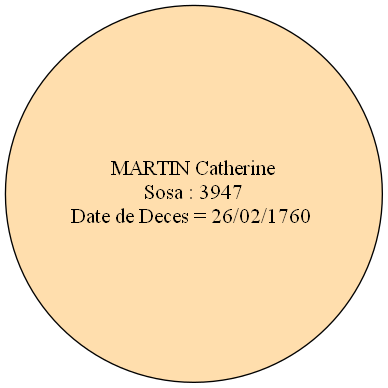 MARTIN Catherine
Sosa : 3947
Date de Deces = 26/02/1760